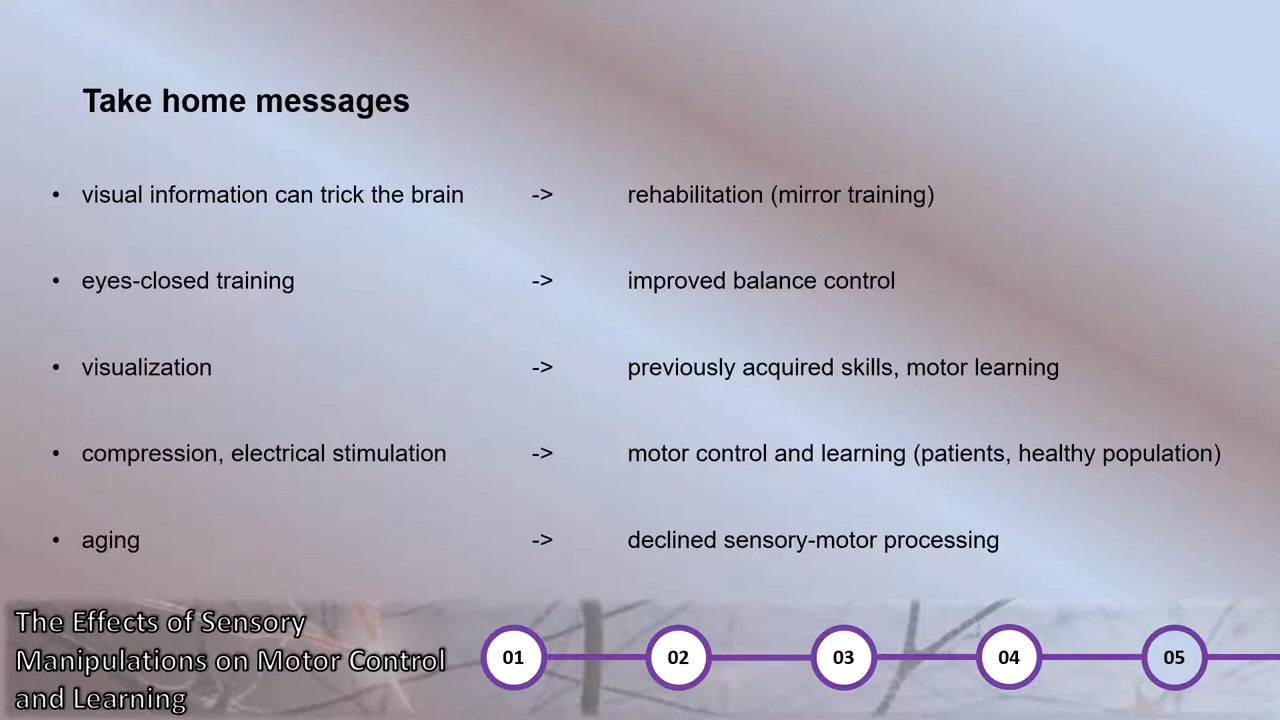 Take home messages
• visual information can trick the brain -> rehabilitation (mirror training)
• eyes-closed training -> improved balance control
• visualization -> previously acquired skills, motor learning
• compression, electrical stimulation -> motor control and learning (patients, healthy population)
• aging -> declined sensory-motor processing
The Effects of Sensory
Manipulations on Motor Control
and Learning
01 02 03 04 05